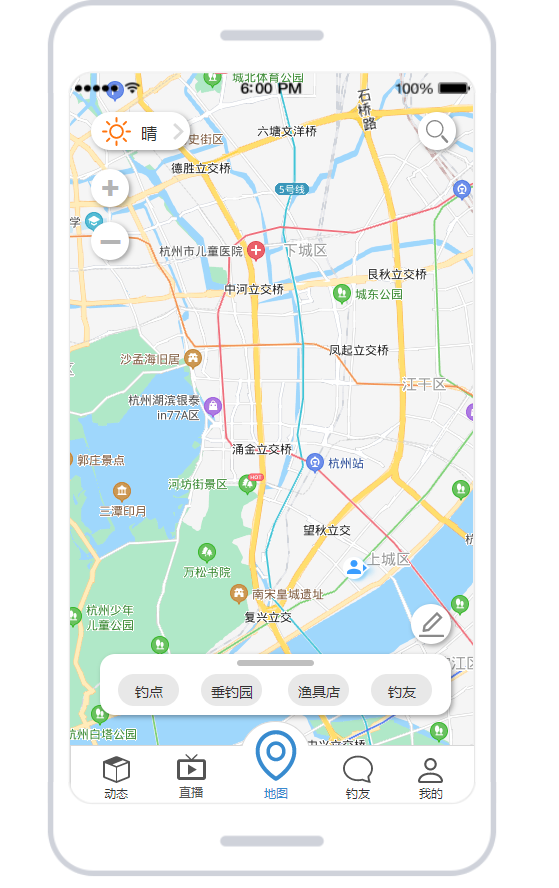 城北体育公园
6:00 PM
100%
石桥路
晴
史街区
六塘文洋桥
德胜立交桥
5号线
学
杭州市儿童医院
下城区
艮秋立交桥
中河立交桥
城东公园
凤起立交桥
沙孟海旧居
江干区
杭州湖滨银泰
in77A区
涌金立交桥
郭庄景点
杭州站
HOT
河坊街景区
三潭印月
望秋立交
杭
上城区
万松书院
南宋皇城遗址
杭州少年
儿童公园
复兴立交
江区
钓点
垂钓园
渔具店
钓友
杭州白塔公园
中兴立交桥
动态
直播
地图
钓友
我的